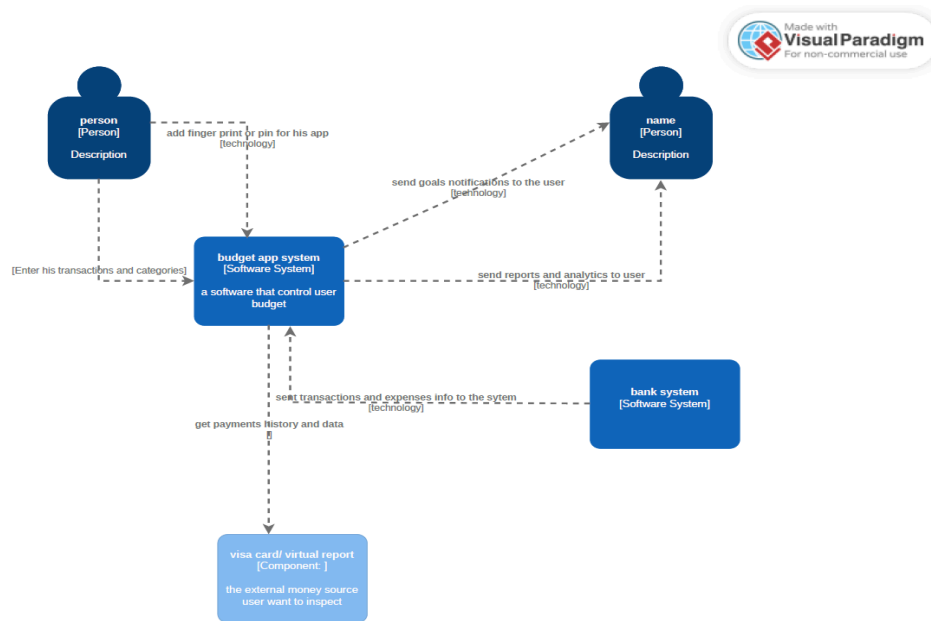 Made with
Visual Paradigm
For non-commercial use
person
[Person]
Description
name
[Person]
Description
add finger print or pin for his app
[technology]
send goals notifications to the user
[technology]
[Enter his transactions and categories]
budget app system
[Software System]
a software that control user
budget
send reports and analytics to user
[technology]
bank system
[Software System]
sent transactions and expenses info to the sytem
[technology]
get payments history and data
[]
visa card/ virtual report
[Component: ]
the external money source
user want to inspect